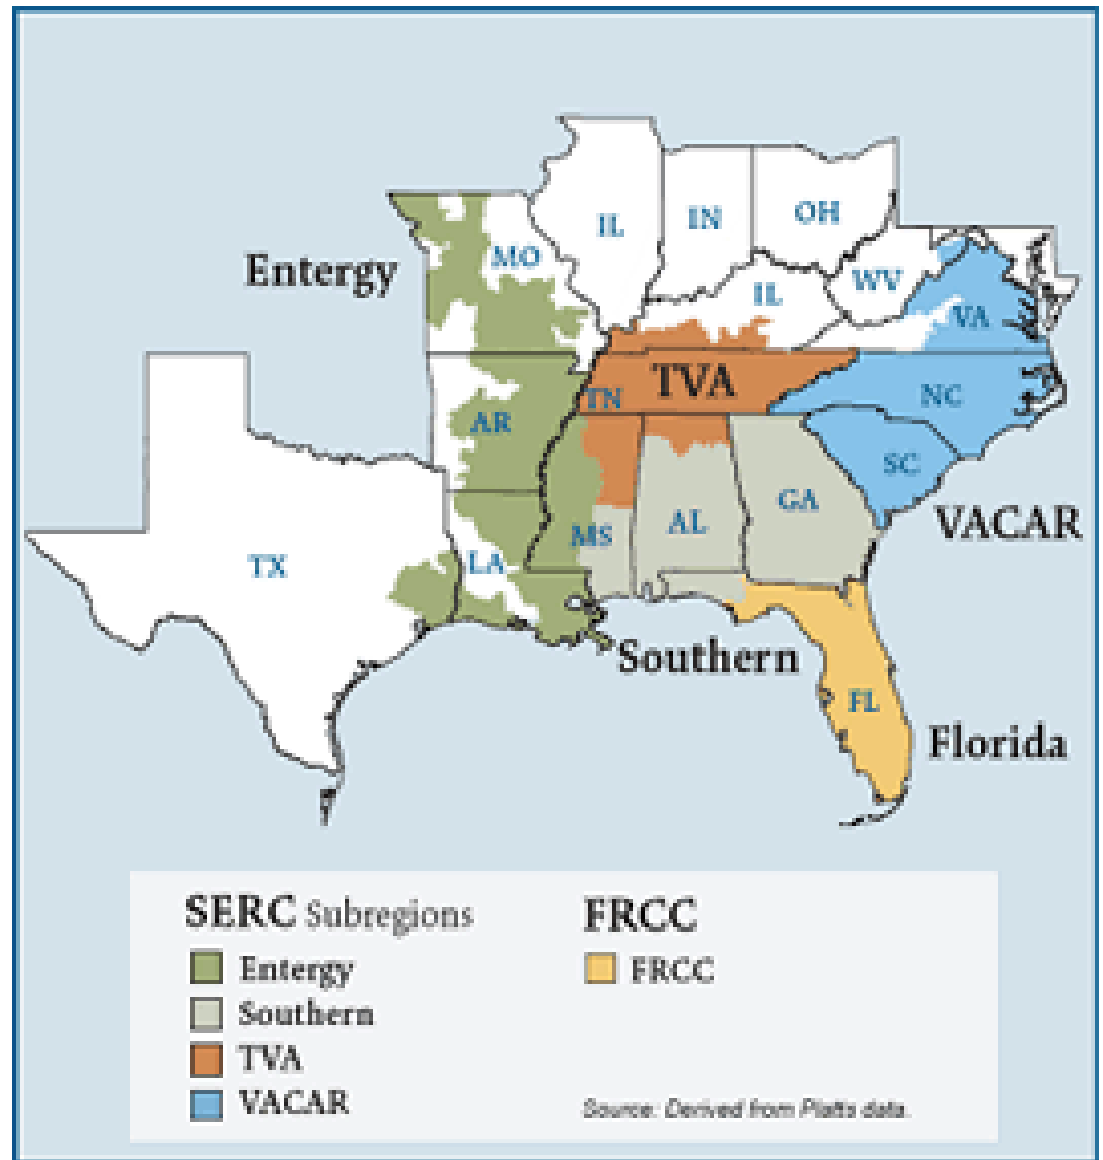 IL
IN
OH
MO
Entergy
WV
IL
VA
TVA
TN
NC
AR
SC
GA
AL
VACAR
MS
LA
TX
Southern
FL
Florida
SERC Subregions
Entergy
Southern
TVA
VACAR
FRCC
FRCC
Source: Derived from Platts data.